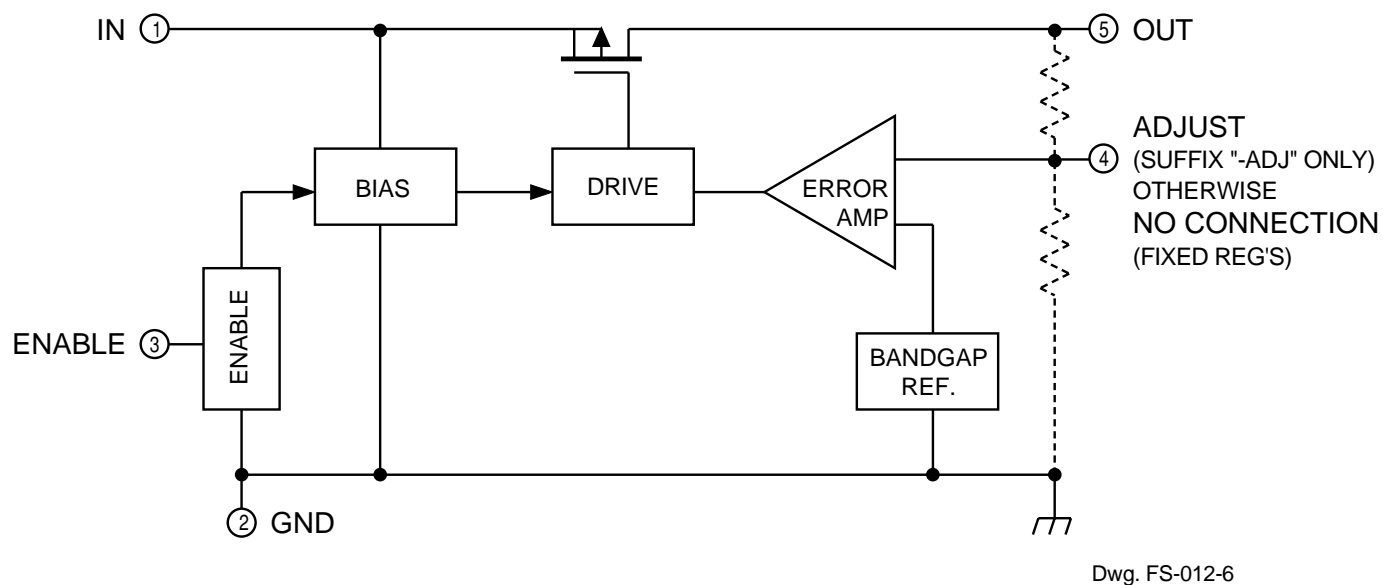 IN 1
5 OUT
ADJUST
4 (SUFFIX "-ADJ" ONLY)
OTHERWISE
NO CONNECTION
(FIXED REG'S)
BIAS
DRIVE
ERROR
AMP
ENABLE 3
ENABLE
BANDGAP
REF.
2 GND
Dwg. FS-012-6